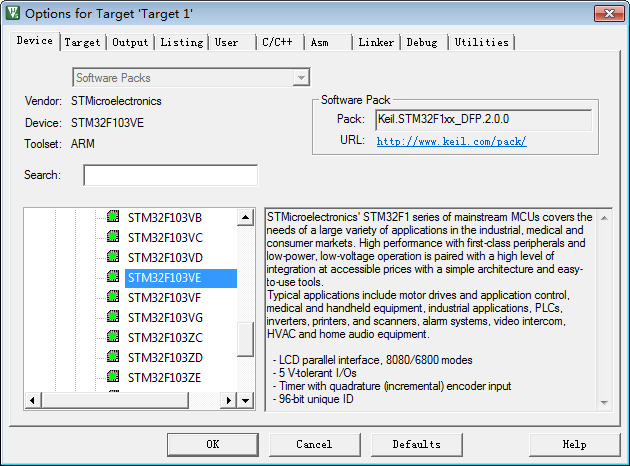 Options for Target 'Target 1'
Device Target Output Listing User C/C++ Asm Linker Debug Utilities
Software Packs
Vendor: STMicroelectronics
Device: STM32F103VE
Toolset: ARM
Search:
Software Pack
Pack: Keil.STM32F1xx_DFP.2.0.0
URL: http://www.keil.com/pack/
STM32F103VB
STM32F103VC
STM32F103VD
STM32F103VE
STM32F103VF
STM32F103VG
STM32F103ZC
STM32F103ZD
STM32F103ZE
STMicroelectronics' STM32F1 series of mainstream MCUs covers the
needs of a large variety of applications in the industrial, medical and
consumer markets. High perfomance with first-class peripherals and
low-power, low-voltage operation is paired with a high level of
integration at accessible prices with a simple architecture and easy-
to-use tools.
Typical applications include motor drives and application control,
medical and handheld equipment, industrial applications, PLCs,
inverters, printers, and scanners, alarm systems, video intercom,
HVAC and home audio equipment.
- LCD parallel interface, 8080/6800 modes
- 5 V-tolerant I/Os
- Timer with quadrature (incremental) encoder input
- 96-bit unique ID
OK Cancel Defaults Help